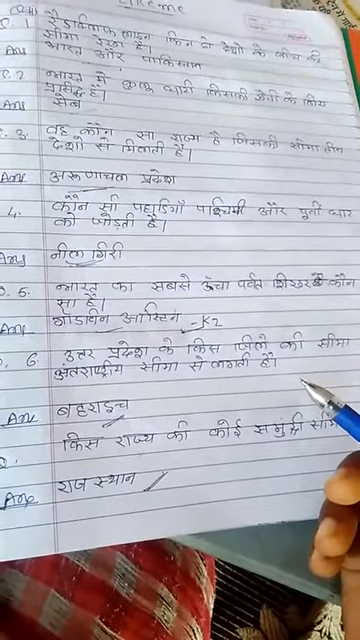 Q. 1 रेडक्लिफ लाइन किन दो देशों के बीच की
सीमा रेखा है।
Ans भारत और पाकिस्तान
Q.2 भारत में कुल्लू घाटी किसकी खेती के लिए
प्रसिद्ध है।
Ans सेब
Q. 3. वह कौन सा राज्य है जिसकी सीमा तीन
देशो से मिलती है।
Ans अरूणाचल प्रदेश
4. कौन सी पहाडियाँ पश्चिमी और पूर्वी घाट
को जोड़ती है।
Ans नीलगिरी
Q. 5. भारत का सबसे ऊँचा पर्वत शिखर कौन
सा है।
Ans गॉडविन ऑस्टिन - K2
Q. 6 उत्तर प्रदेश के किस जिले की सीमा
अंतराष्ट्रीय सीमा से लगती है।
Ans बहराइच
Q. किस राज्य की कोई समुंद्री
Ans राजस्थान